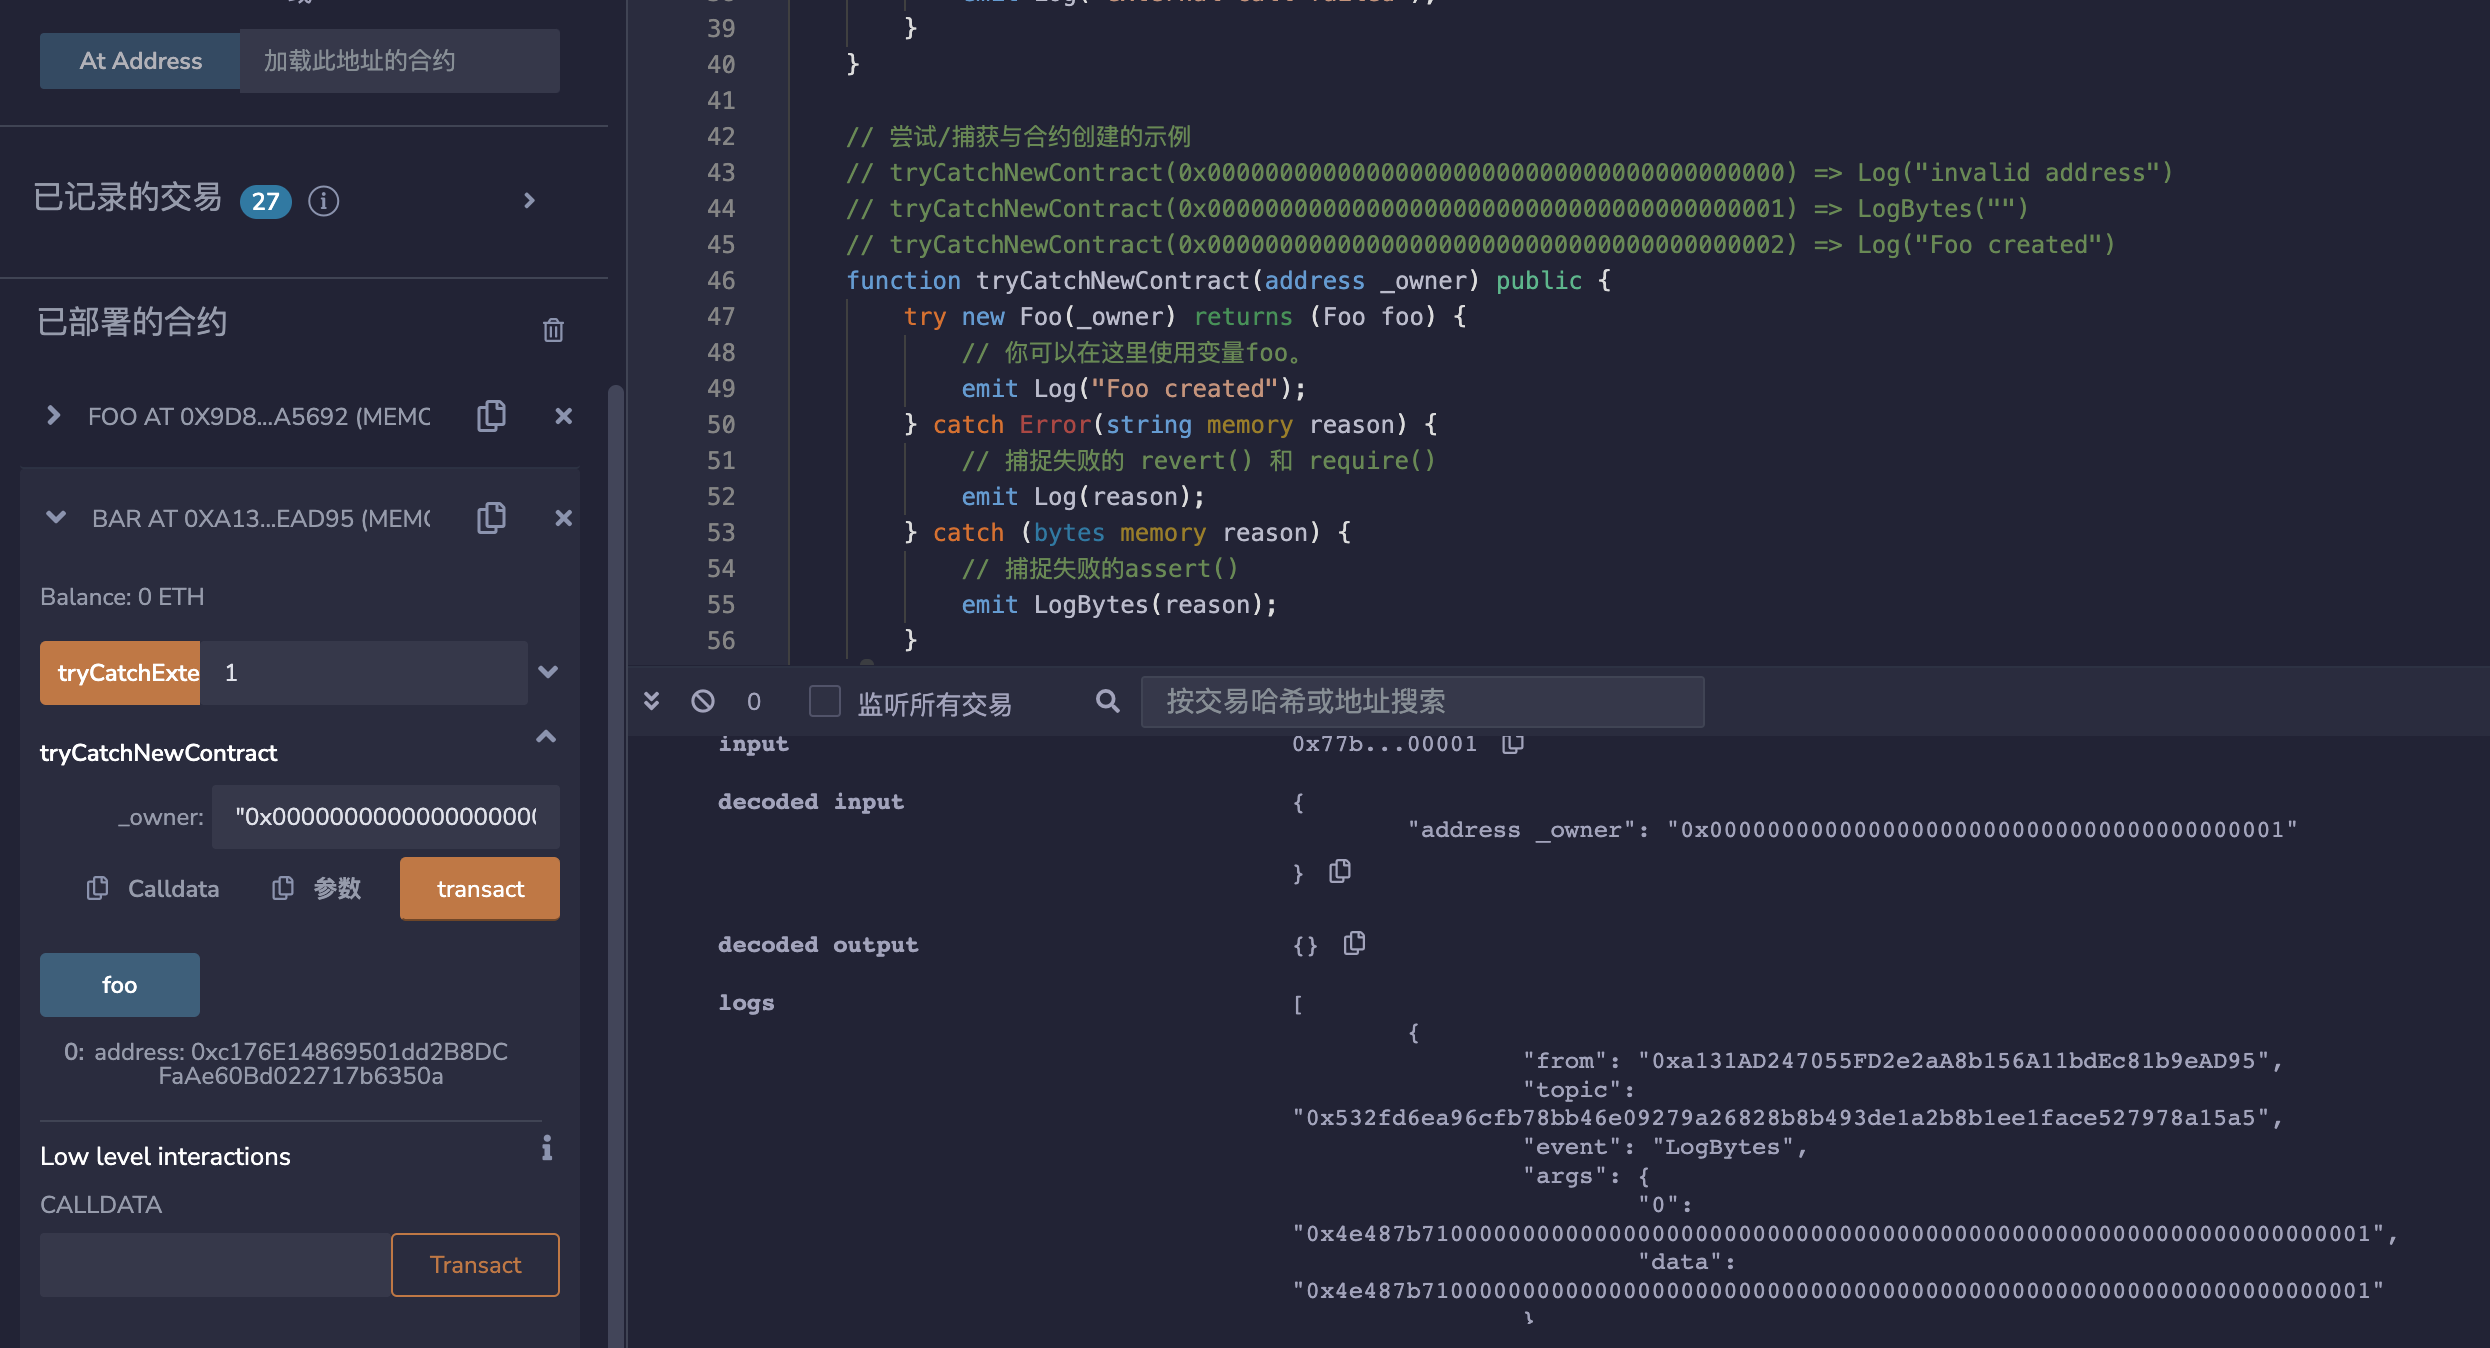 At Address
加载此地址的合约
已记录的交易 27
已部署的合约
FOO AT 0X9D8...A5692 (MEMO
BAR AT 0XA13...EAD95 (MEMO
Balance: 0 ETH
tryCatchExte 1
tryCatchNewContract
_owner: "0x0000000000000000000
Calldata 参数 transact
foo
0: address: 0xc176E14869501dd2B8DC
FaAe60Bd022717b6350a
Low level interactions
CALLDATA
Transact
39 }
40 }
41
42 // 尝试/捕获与合约创建的示例
43 // tryCatchNewContract(0x0000000000000000000000000000000000000000) => Log("invalid address")
44 // tryCatchNewContract(0x0000000000000000000000000000000000000001) => LogBytes("")
45 // tryCatchNewContract(0x0000000000000000000000000000000000000002) => Log("Foo created")
46 function tryCatchNewContract(address _owner) public {
47 try new Foo(_owner) returns (Foo foo) {
48 // 你可以在这里使用变量foo。
49 emit Log("Foo created");
50 } catch Error(string memory reason) {
51 // 捕捉失败的 revert() 和 require()
52 emit Log(reason);
53 } catch (bytes memory reason) {
54 // 捕捉失败的assert()
55 emit LogBytes(reason);
56 }
0 监听所有交易 按交易哈希或地址搜索
input 0x77b...00001
decoded input {
"address _owner": "0x0000000000000000000000000000000000000001"
}
decoded output {}
logs [
{
"from": "0xa131AD247055FD2e2aA8b156A11bdEc81b9eAD95",
"topic":
"0x532fd6ea96cfb78bb46e09279a26828b8b493de1a2b8b1ee1face527978a15a5",
"event": "LogBytes",
"args": {
"0":
"0x4e487b710000000000000000000000000000000000000000000000000000000000000001",
"data":
"0x4e487b710000000000000000000000000000000000000000000000000000000000000001"
}